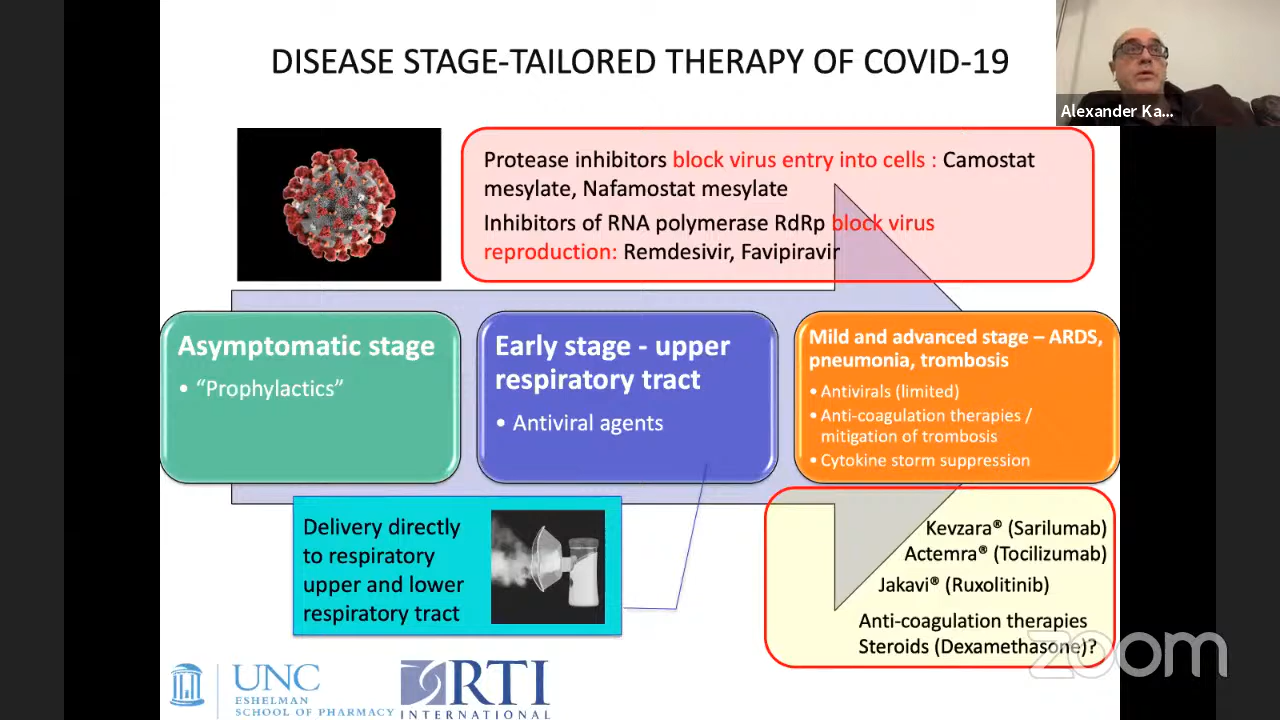 DISEASE STAGE-TAILORED THERAPY OF COVID-19
Alexander Ka...
Protease inhibitors block virus entry into cells : Camostat
mesylate, Nafamostat mesylate
Inhibitors of RNA polymerase RdRp block virus
reproduction: Remdesivir, Favipiravir
Asymptomatic stage
• “Prophylactics”
Early stage - upper
respiratory tract
• Antiviral agents
Mild and advanced stage – ARDS,
pneumonia, trombosis
• Antivirals (limited)
• Anti-coagulation therapies /
mitigation of trombosis
• Cytokine storm suppression
Delivery directly
to respiratory
upper and lower
respiratory tract
Kevzara® (Sarilumab)
Actemra® (Tocilizumab)
Jakavi® (Ruxolitinib)
Anti-coagulation therapies
Steroids (Dexamethasone)?
zoom
UNC
ESHELMAN
SCHOOL OF PHARMACY
RTI
INTERNATIONAL